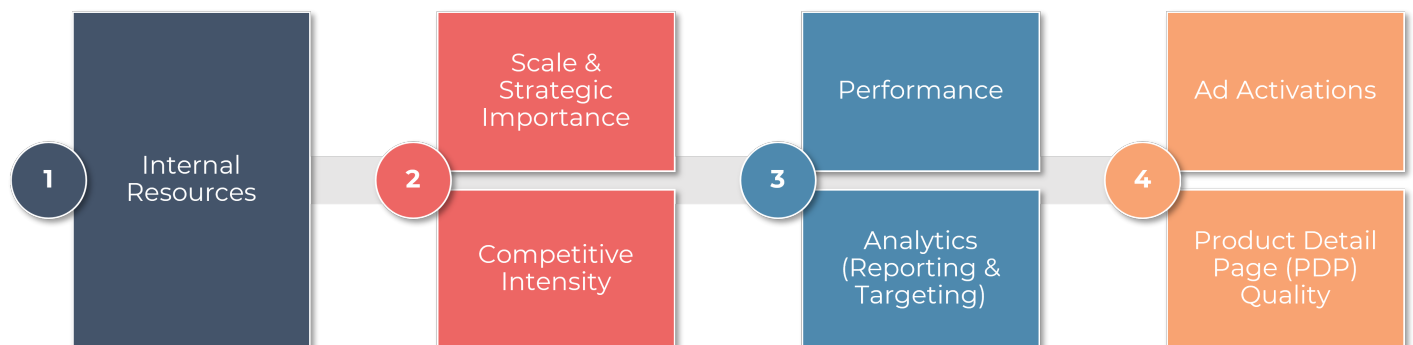 1
Internal
Resources
2
Scale &
Strategic
Importance
Competitive
Intensity
3
Performance
Analytics
(Reporting &
Targeting)
4
Ad Activations
Product Detail
Page (PDP)
Quality